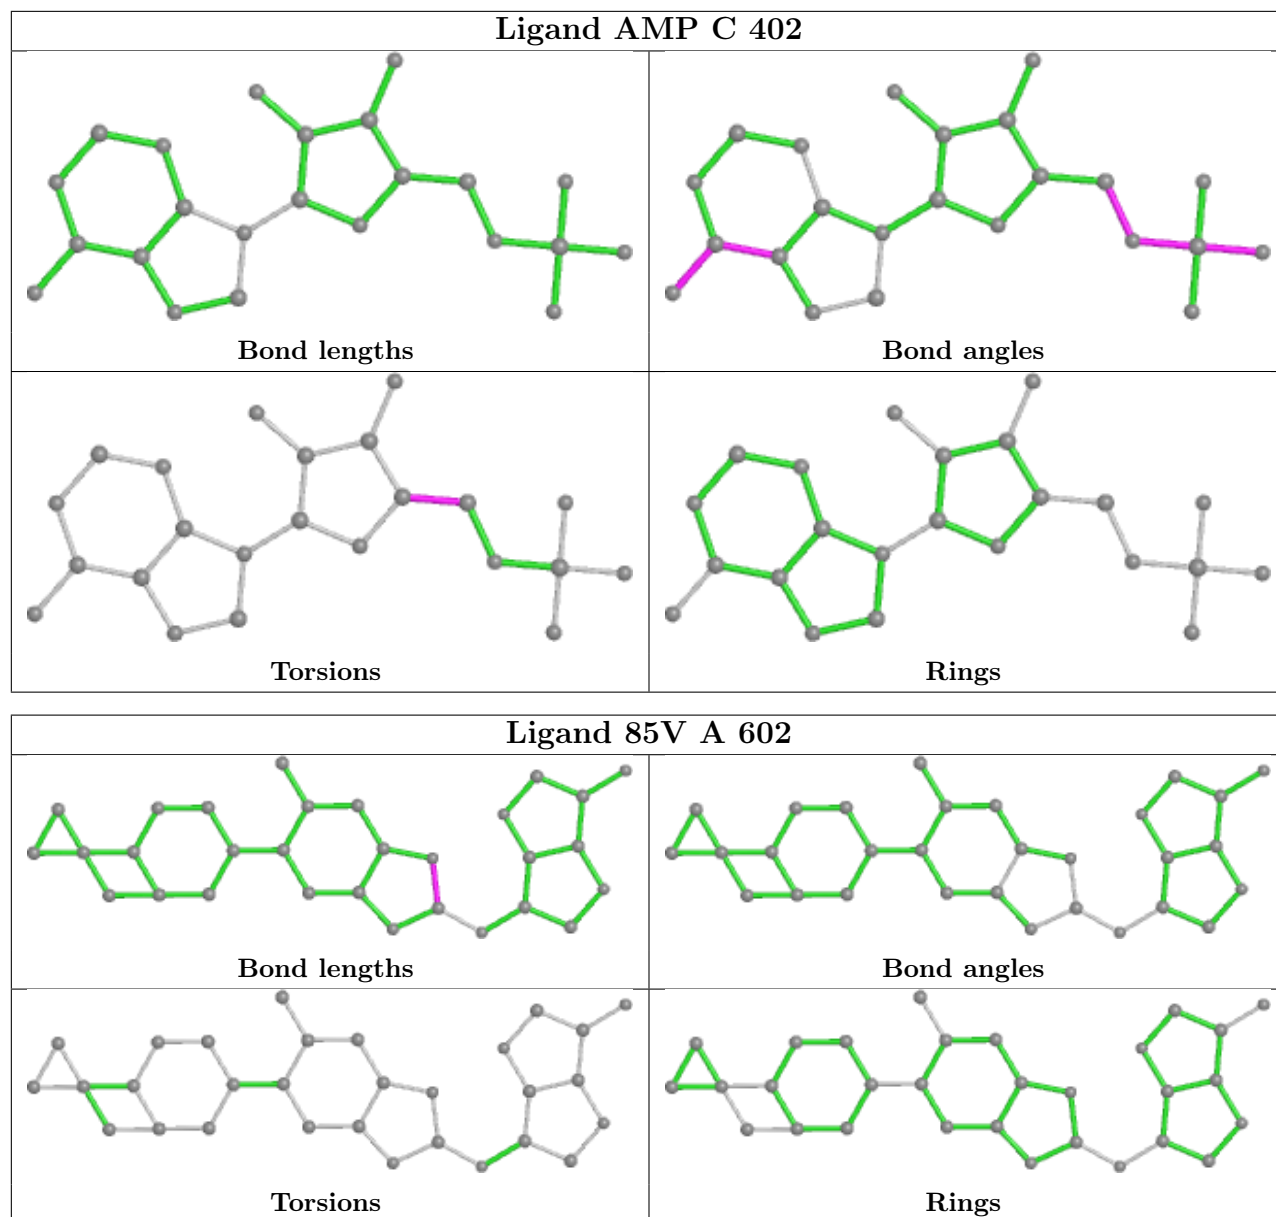 Ligand AMP C 402
Bond lengths
Bond angles
Torsions
Rings
Ligand 85V A 602
Bond lengths
Bond angles
Torsions
Rings